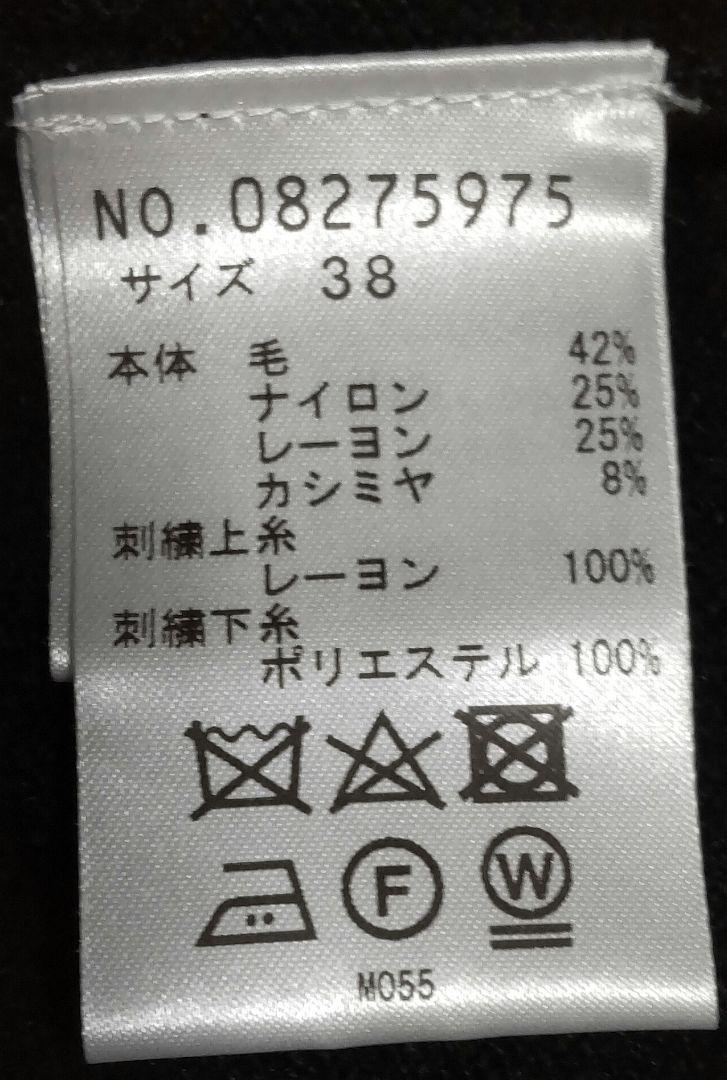 NO.08275975
サイズ 38
本体 毛 42%
ナイロン 25%
レーヨン 25%
カシミヤ 8%
刺繍上糸
レーヨン 100%
刺繍下糸
ポリエステル 100%
F W
M055